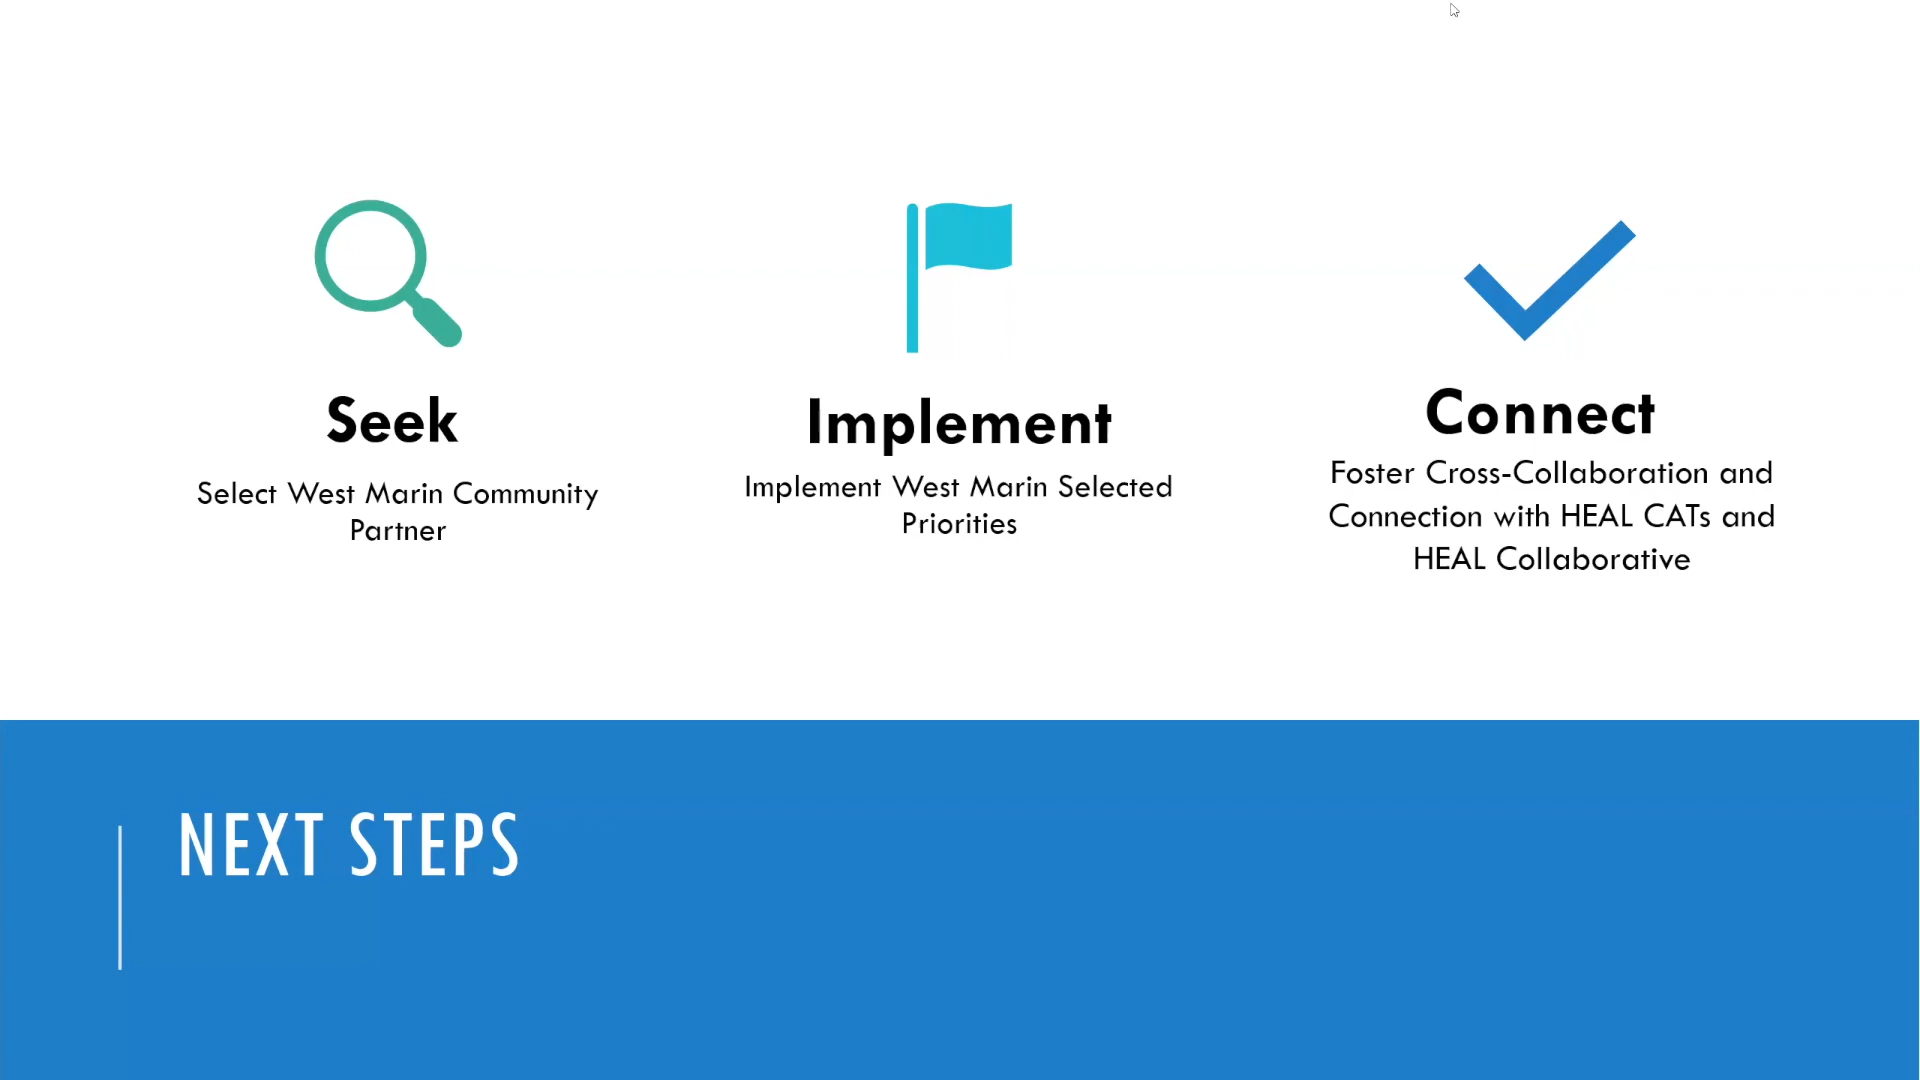 Seek
Select West Marin Community
Partner
Implement
Implement West Marin Selected
Priorities
Connect
Foster Cross-Collaboration and
Connection with HEAL CATs and
HEAL Collaborative
NEXT STEPS